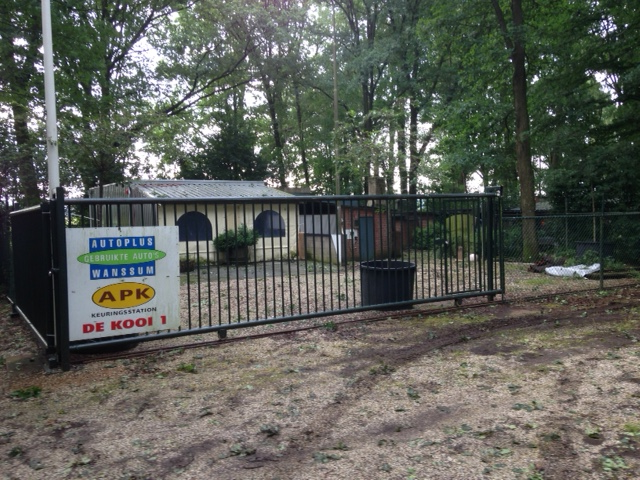 AUTOPLUS
GEBRUIKTE AUTO'S
WANSSUM
APK
KEURINGSSTATION
DE KOOI 1